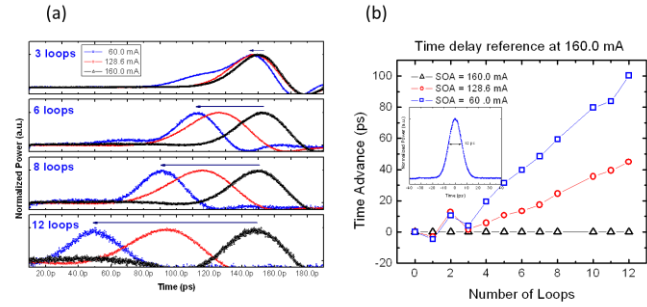 (a)
(b)
3 loops
60.0 mA
128.6 mA
160.0 mA
6 loops
8 loops
12 loops
Normalized Power (a.u.)
20.0p 40.0p 60.0p 80.0p 100.0p 120.0p 140.0p 160.0p 180.0p
Time (ps)
Time delay reference at 160.0 mA
SOA = 160.0 mA
SOA = 128.6 mA
SOA = 60 .0 mA
100
80
60
40
20
0
-20
Time Advance (ps)
Normalized Power (a.u.)
Time (ps)
0 2 4 6 8 10 12
Number of Loops